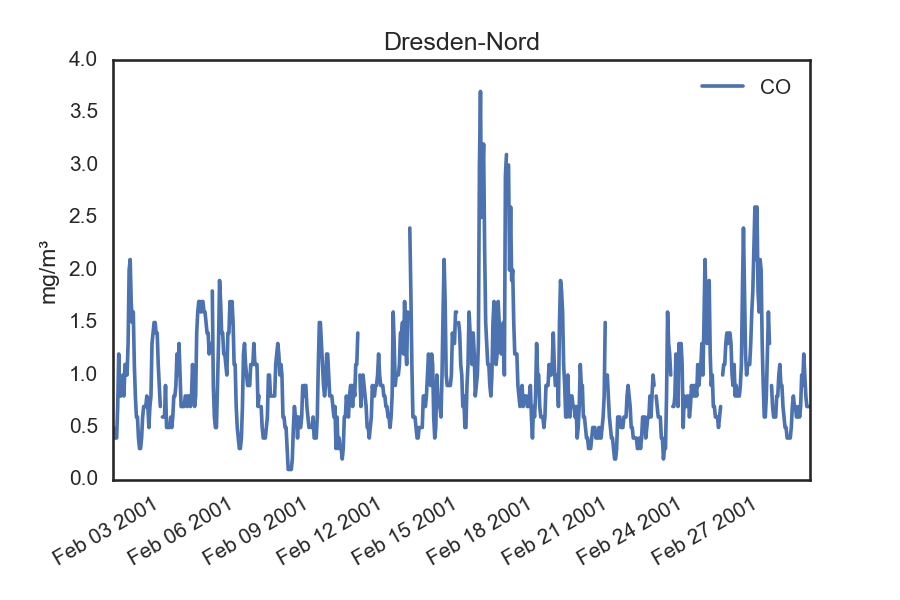 Dresden-Nord
4.0
3.5
3.0
2.5
2.0
1.5
1.0
0.5
0.0
mg/m³
CO
Feb 03 2001
Feb 06 2001
Feb 09 2001
Feb 12 2001
Feb 15 2001
Feb 18 2001
Feb 21 2001
Feb 24 2001
Feb 27 2001